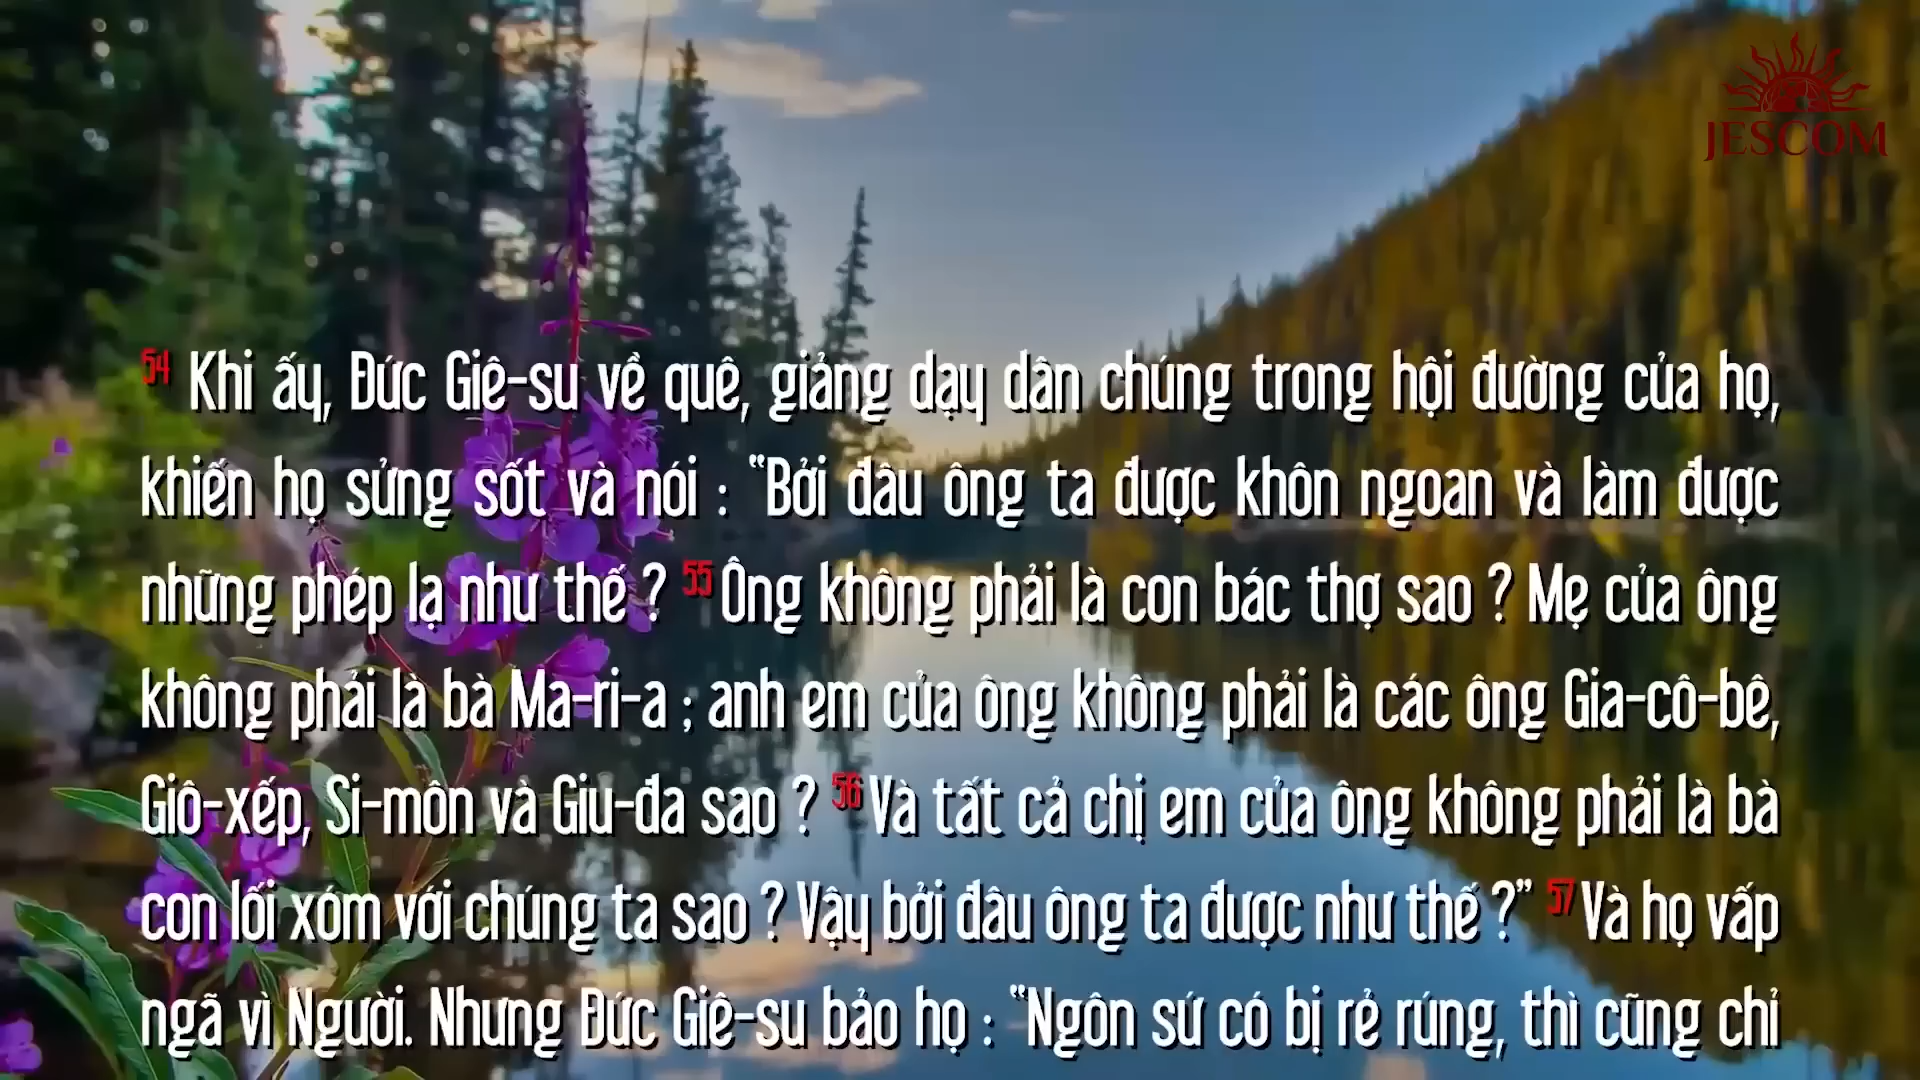 JESCOM
54 Khi ấy, Đức Giê-su về quê, giảng dạy dân chúng trong hội đường của họ,
khiến họ sửng sốt và nói : “Bởi đâu ông ta được khôn ngoan và làm được
những phép lạ như thế ? 55 Ông không phải là con bác thợ sao ? Mẹ của ông
không phải là bà Ma-ri-a ; anh em của ông không phải là các ông Gia-cô-bê,
Giô-xếp, Si-môn và Giu-đa sao ? 56 Và tất cả chị em của ông không phải là bà
con lối xóm với chúng ta sao ? Vậy bởi đâu ông ta được như thế ?” 57 Và họ vấp
ngã vì Người. Nhưng Đức Giê-su bảo họ : “Ngôn sứ có bị rẻ rúng, thì cũng chỉ